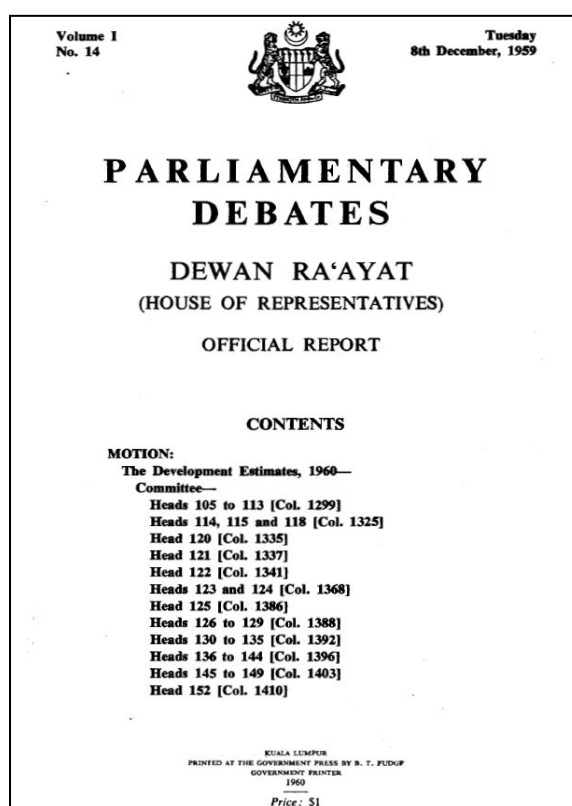 Volume I
No. 14
Tuesday
8th December, 1959
PARLIAMENTARY
DEBATES
DEWAN RA‘AYAT
(HOUSE OF REPRESENTATIVES)
OFFICIAL REPORT
CONTENTS
MOTION:
The Development Estimates, 1960—
Committee—
Heads 105 to 113 [Col. 1299]
Heads 114, 115 and 118 [Col. 1325]
Head 120 [Col. 1335]
Head 121 [Col. 1337]
Head 122 [Col. 1341]
Heads 123 and 124 [Col. 1368]
Head 125 [Col. 1386]
Heads 126 to 129 [Col. 1388]
Heads 130 to 135 [Col. 1392]
Heads 136 to 144 [Col. 1396]
Heads 145 to 149 [Col. 1403]
Head 152 [Col. 1410]
KUALA LUMPUR
PRINTED AT THE GOVERNMENT PRESS BY B. T. FUDGE
GOVERNMENT PRINTER
1960
Price: $1